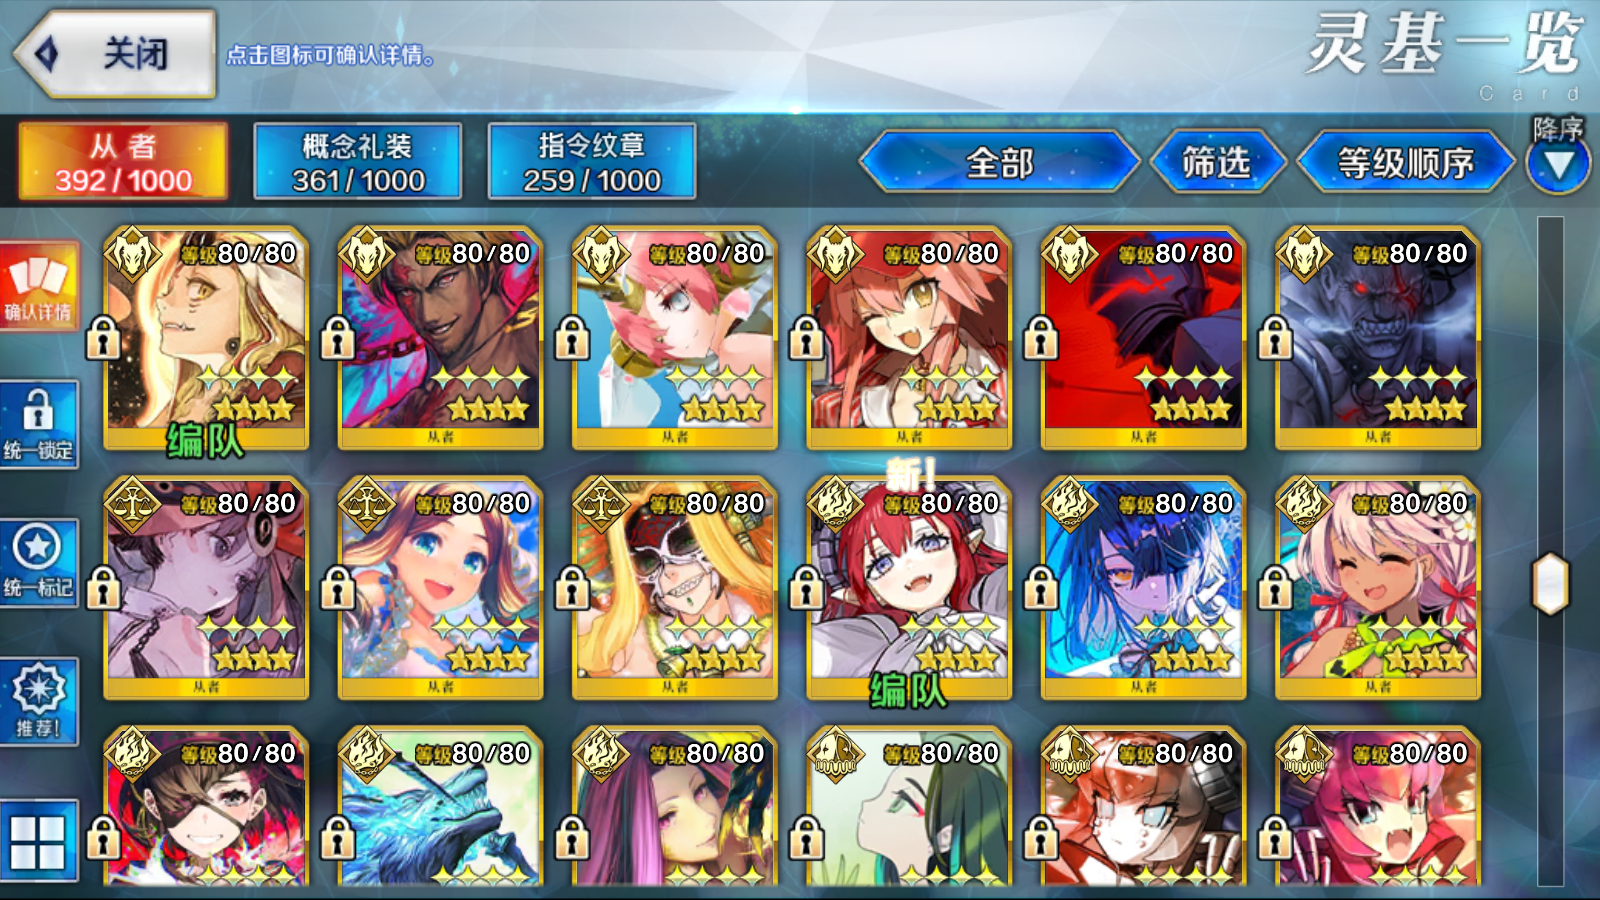 关闭
点击图标可确认详情。
灵基一览
Card
从者
392/1000
概念礼装
361/1000
指令纹章
259/1000
全部
筛选
等级顺序
降序
确认详情
统一锁定
统一标记
推荐!
等级80/80
编队
等级80/80
从者
等级80/80
从者
等级80/80
从者
等级80/80
从者
等级80/80
从者
等级80/80
从者
等级80/80
从者
等级80/80
从者
新!
等级80/80
编队
等级80/80
从者
等级80/80
从者
等级80/80
等级80/80
等级80/80
等级80/80
等级80/80
等级80/80